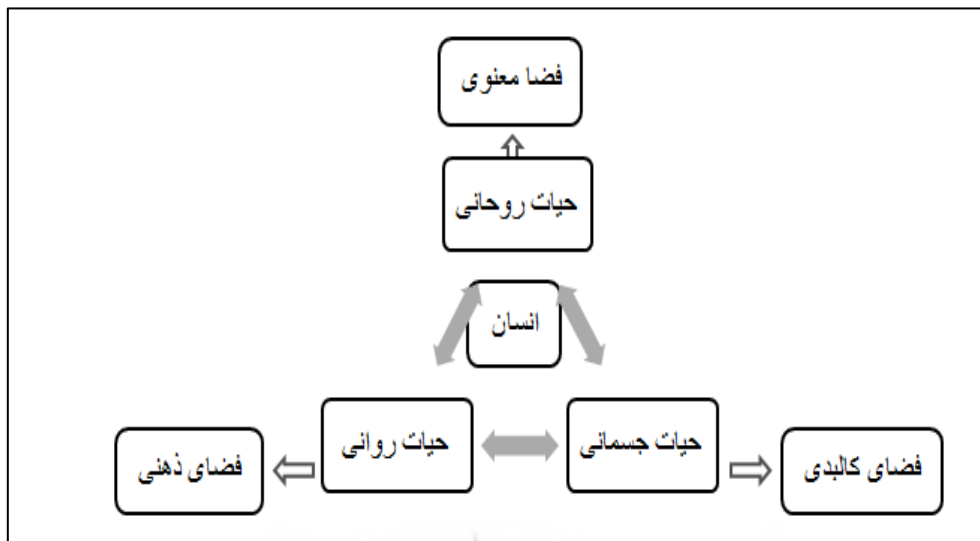 فضا معنوی
حیات روحانی
انسان
حیات جسمانی
حیات روانی
فضای کالبدی
فضای ذهنی